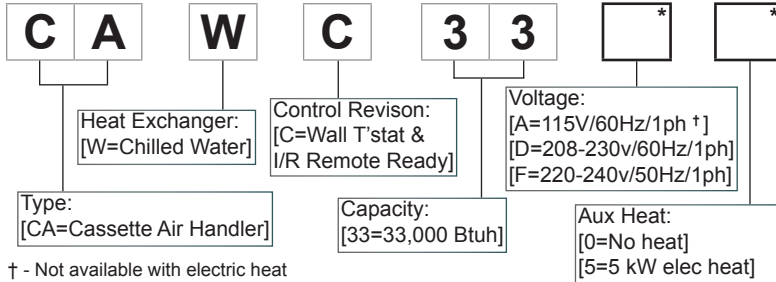 C A W C 3 3 * *
Heat Exchanger:
[W=Chilled Water]
Control Revison:
[C=Wall T'stat &
I/R Remote Ready]
Voltage:
[A=115V/60Hz/1ph †]
[D=208-230v/60Hz/1ph]
[F=220-240v/50Hz/1ph]
Type:
[CA=Cassette Air Handler]
Capacity:
[33=33,000 Btuh]
Aux Heat:
[0=No heat]
[5=5 kW elec heat]
† - Not available with electric heat